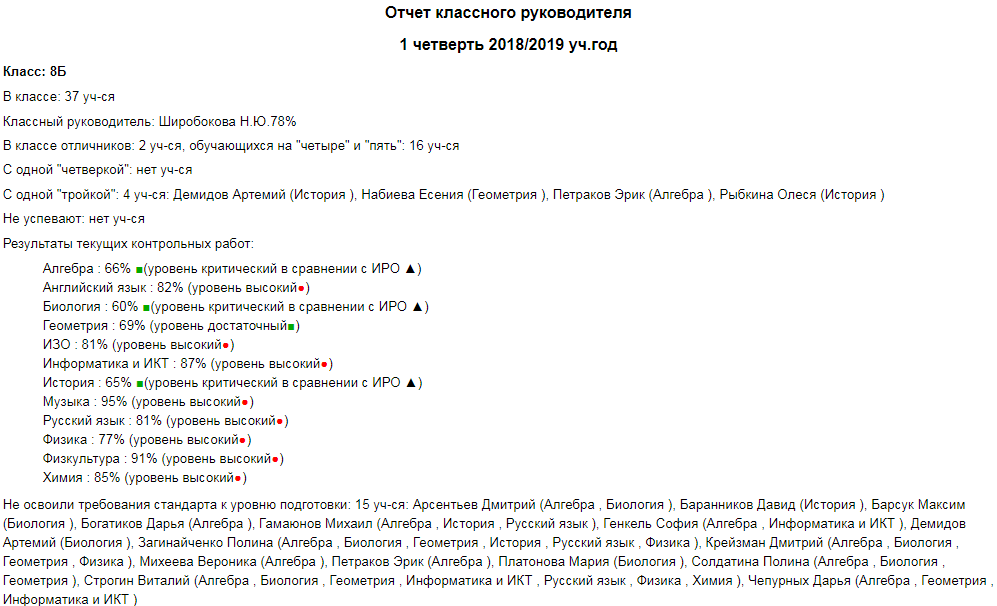 Отчет классного руководителя
1 четверть 2018/2019 уч.год
Класс: 8Б
В классе: 37 уч-ся
Классный руководитель: Широбокова Н.Ю.78%
В классе отличников: 2 уч-ся, обучающихся на "четыре" и "пять": 16 уч-ся
С одной "четверкой": нет уч-ся
С одной "тройкой": 4 уч-ся: Демидов Артемий (История ), Набиева Есения (Геометрия ), Петраков Эрик (Алгебра ), Рыбкина Олеся (История )
Не успевают: нет уч-ся
Результаты текущих контрольных работ:
Алгебра : 66% ■(уровень критический в сравнении с ИРО ▲)
Английский язык : 82% (уровень высокий●)
Биология : 60% ■(уровень критический в сравнении с ИРО ▲)
Геометрия : 69% (уровень достаточный■)
ИЗО : 81% (уровень высокий●)
Информатика и ИКТ : 87% (уровень высокий●)
История : 65% ■(уровень критический в сравнении с ИРО ▲)
Музыка : 95% (уровень высокий●)
Русский язык : 81% (уровень высокий●)
Физика : 77% (уровень высокий●)
Физкультура : 91% (уровень высокий●)
Химия : 85% (уровень высокий●)
Не освоили требования стандарта к уровню подготовки: 15 уч-ся: Арсентьев Дмитрий (Алгебра , Биология ), Баранников Давид (История ), Барсук Максим
(Биология ), Богатиков Дарья (Алгебра ), Гамаюнов Михаил (Алгебра , История , Русский язык ), Генкель София (Алгебра , Информатика и ИКТ ), Демидов
Артемий (Биология ), Загинайченко Полина (Алгебра , Биология , Геометрия , История , Русский язык , Физика ), Крейзман Дмитрий (Алгебра , Биология ,
Геометрия , Физика ), Михеева Вероника (Алгебра ), Петраков Эрик (Алгебра ), Платонова Мария (Биология ), Солдатина Полина (Алгебра , Биология ,
Геометрия ), Строгин Виталий (Алгебра , Биология , Геометрия , Информатика и ИКТ , Русский язык , Физика , Химия ), Чепурных Дарья (Алгебра , Геометрия ,
Информатика и ИКТ )